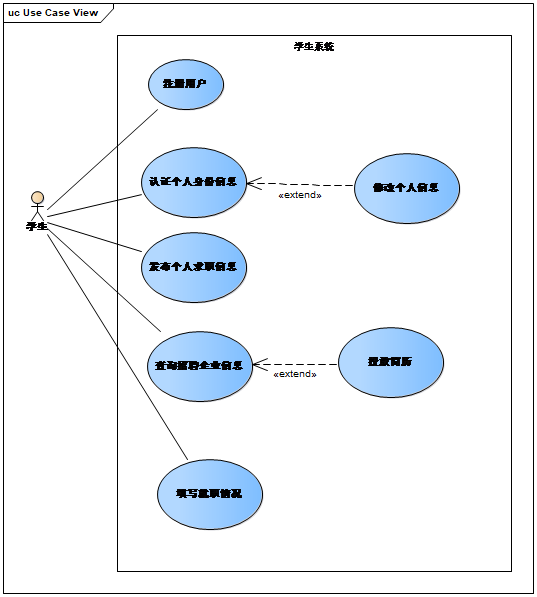 uc Use Case View
学生系统
注册用户
认证个人身份信息
«extend»
修改个人信息
学生
发布个人求职信息
查询招聘企业信息
«extend»
投放简历
填写就职情况